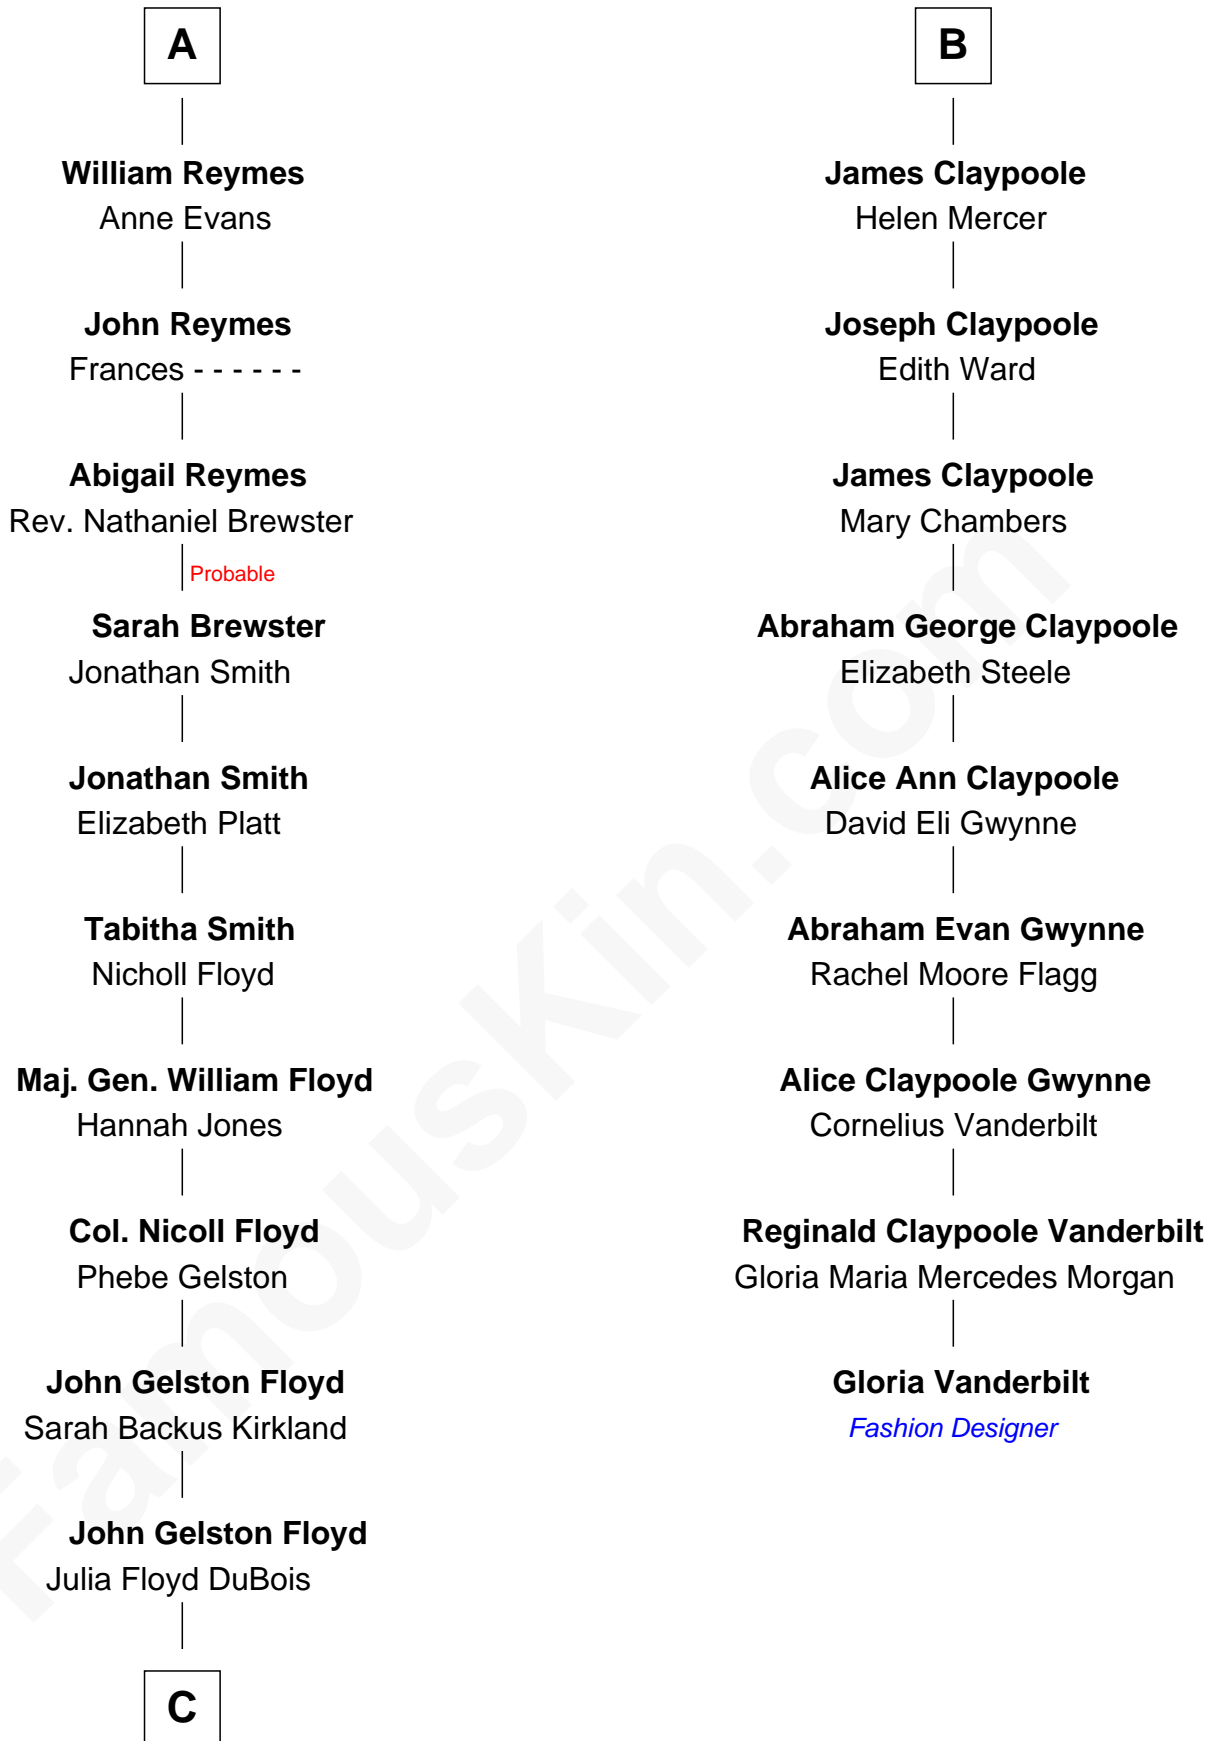 A
William Reymes
Anne Evans
John Reymes
Frances - - - - - -
Abigail Reymes
Rev. Nathaniel Brewster
Probable
Sarah Brewster
Jonathan Smith
Jonathan Smith
Elizabeth Platt
Tabitha Smith
Nicholl Floyd
Maj. Gen. William Floyd
Hannah Jones
Col. Nicoll Floyd
Phebe Gelston
John Gelston Floyd
Sarah Backus Kirkland
John Gelston Floyd
Julia Floyd DuBois
C
B
James Claypoole
Helen Mercer
Joseph Claypoole
Edith Ward
James Claypoole
Mary Chambers
Abraham George Claypoole
Elizabeth Steele
Alice Ann Claypoole
David Eli Gwynne
Abraham Evan Gwynne
Rachel Moore Flagg
Alice Claypoole Gwynne
Cornelius Vanderbilt
Reginald Claypoole Vanderbilt
Gloria Maria Mercedes Morgan
Gloria Vanderbilt
Fashion Designer
FamousKin.com